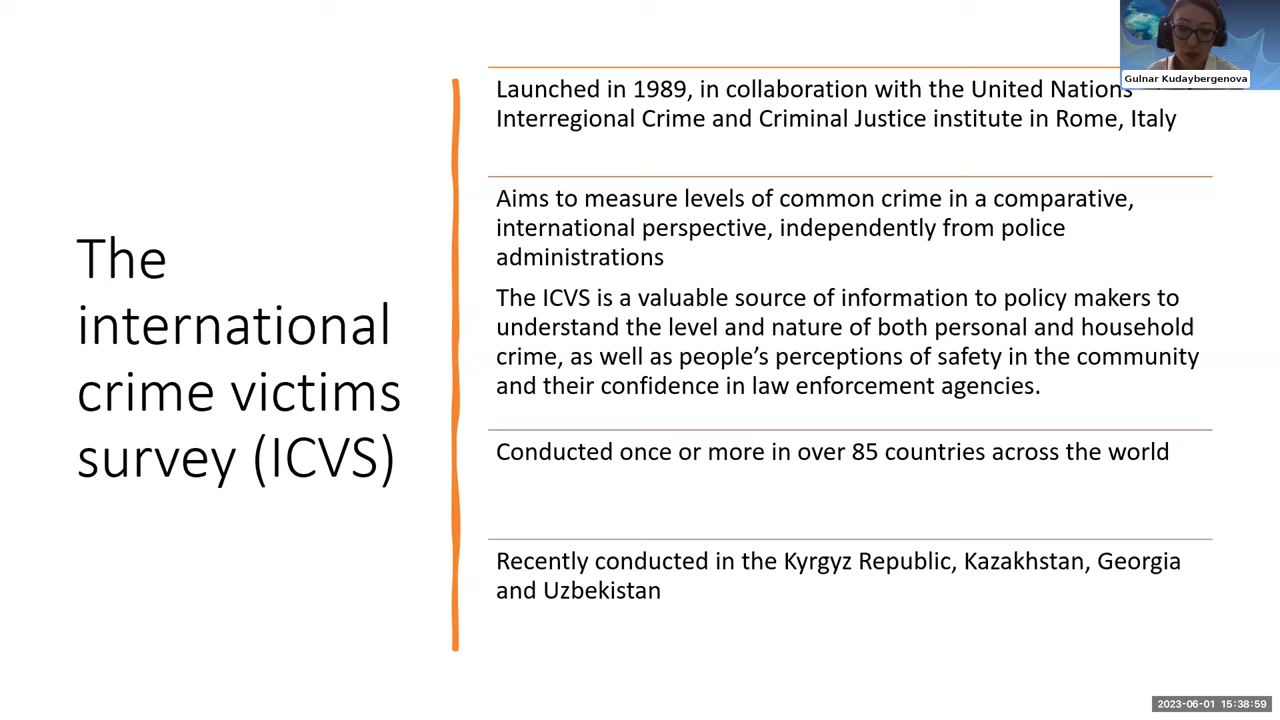 The
international
crime victims
survey (ICVS)
Launched in 1989, in collaboration with the United Nations
Interregional Crime and Criminal Justice institute in Rome, Italy
Aims to measure levels of common crime in a comparative,
international perspective, independently from police
administrations
The ICVS is a valuable source of information to policy makers to
understand the level and nature of both personal and household
crime, as well as people’s perceptions of safety in the community
and their confidence in law enforcement agencies.
Conducted once or more in over 85 countries across the world
Recently conducted in the Kyrgyz Republic, Kazakhstan, Georgia
and Uzbekistan
Gulnar Kudaybergenova
2023-06-01 15:38:59